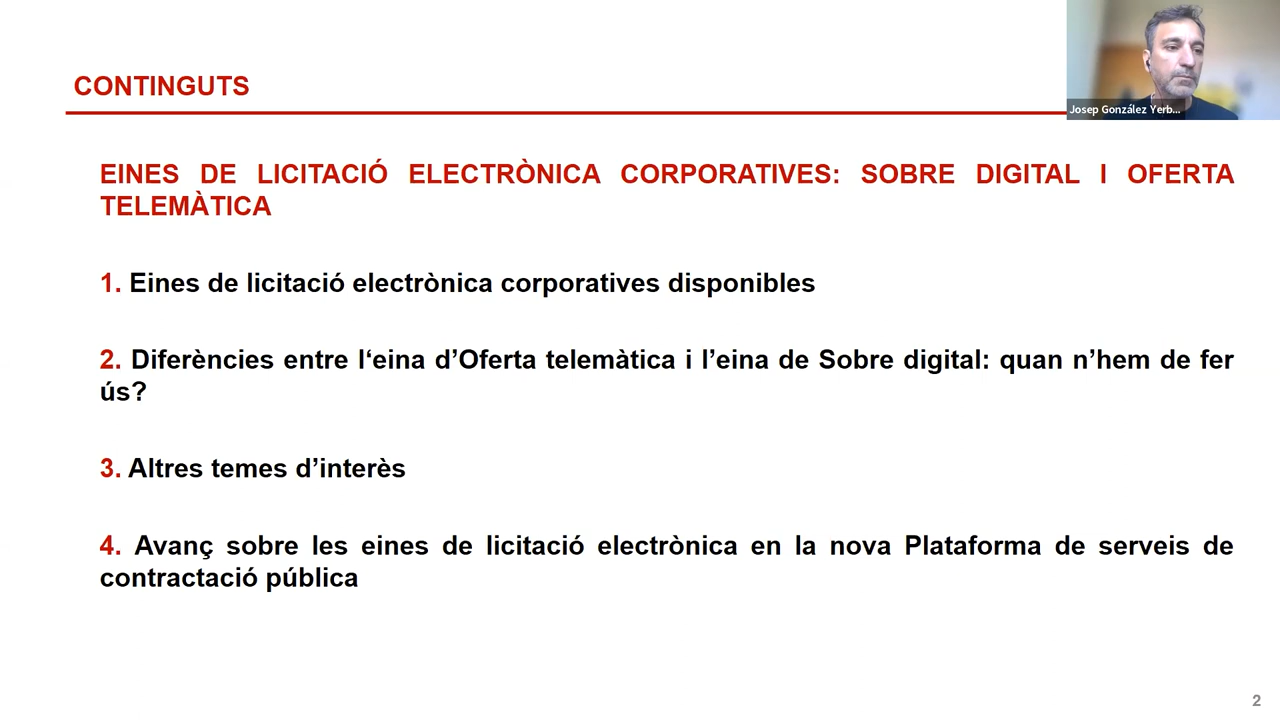 CONTINGUTS
Josep González Yerb...
EINES DE LICITACIÓ ELECTRÒNICA CORPORATIVES: SOBRE DIGITAL I OFERTA
TELEMÀTICA
1. Eines de licitació electrònica corporatives disponibles
2. Diferències entre l‘eina d’Oferta telemàtica i l’eina de Sobre digital: quan n’hem de fer
ús?
3. Altres temes d’interès
4. Avanç sobre les eines de licitació electrònica en la nova Plataforma de serveis de
contractació pública
2